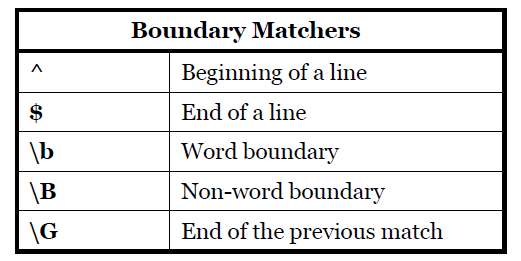 Boundary Matchers
^ Beginning of a line
$ End of a line
\b Word boundary
\B Non-word boundary
\G End of the previous match